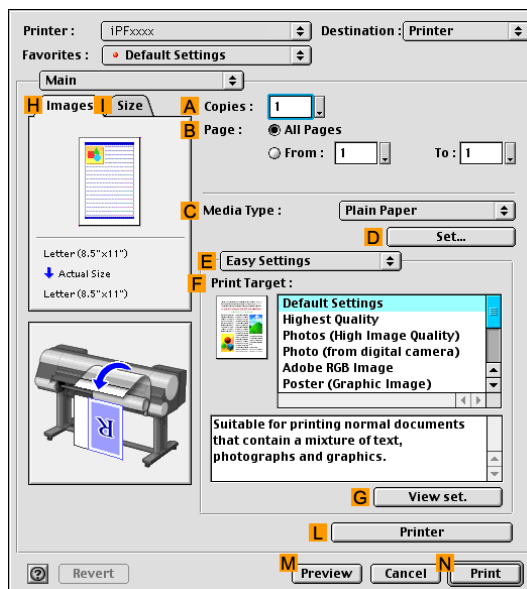 Printer : iPFxxxx Destination : Printer
Favorites : Default Settings
Main
H Images I Size
A Copies : 1
B Page : All Pages
From : 1 To : 1
C Media Type : Plain Paper
D Set...
Letter (8.5"x11")
Actual Size
Letter (8.5"x11")
E Easy Settings
F Print Target :
Default Settings
Highest Quality
Photos (High Image Quality)
Photo (from digital camera)
Adobe RGB Image
Poster (Graphic Image)
R
Suitable for printing normal documents
that contain a mixture of text,
photographs and graphics.
G View set.
L Printer
? Revert M Preview Cancel N Print